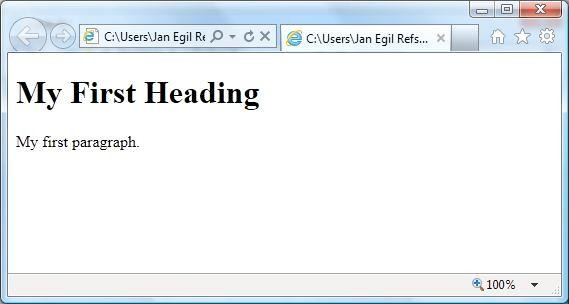 C:\Users\Jan Egil Re
C:\Users\Jan Egil Refs...
My First Heading
My first paragraph.
100%